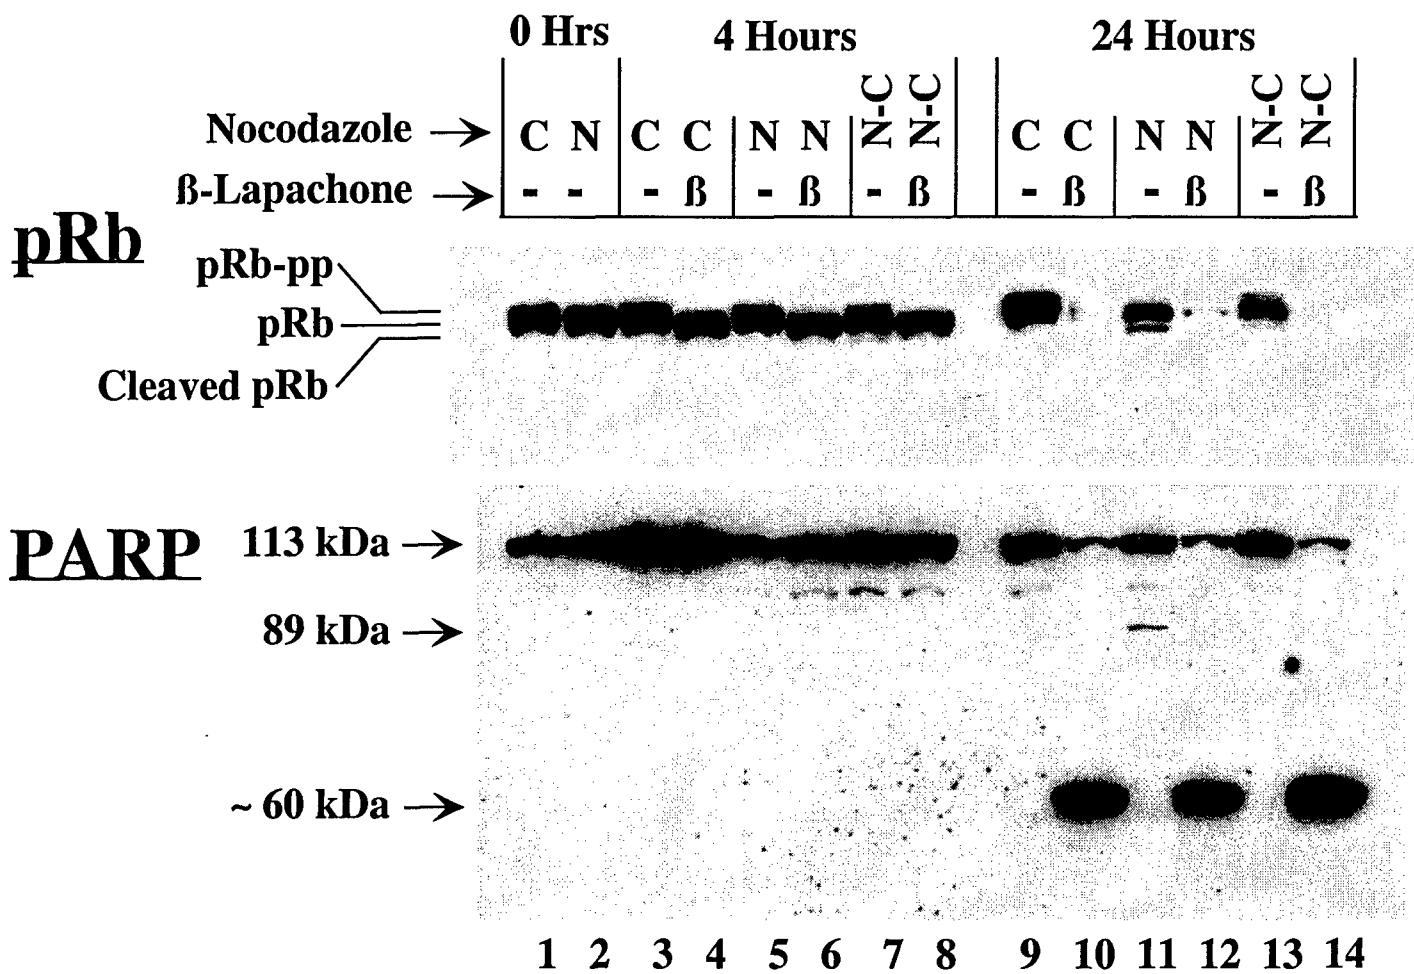 0 Hrs 4 Hours 24 Hours
Nocodazole C N C C N N N-C N-C C C N N N-C N-C
ß-Lapachone - - - ß - ß - ß - ß - ß - ß
pRb
pRb-pp
pRb
Cleaved pRb
PARP
113 kDa
89 kDa
~ 60 kDa
1 2 3 4 5 6 7 8 9 10 11 12 13 14